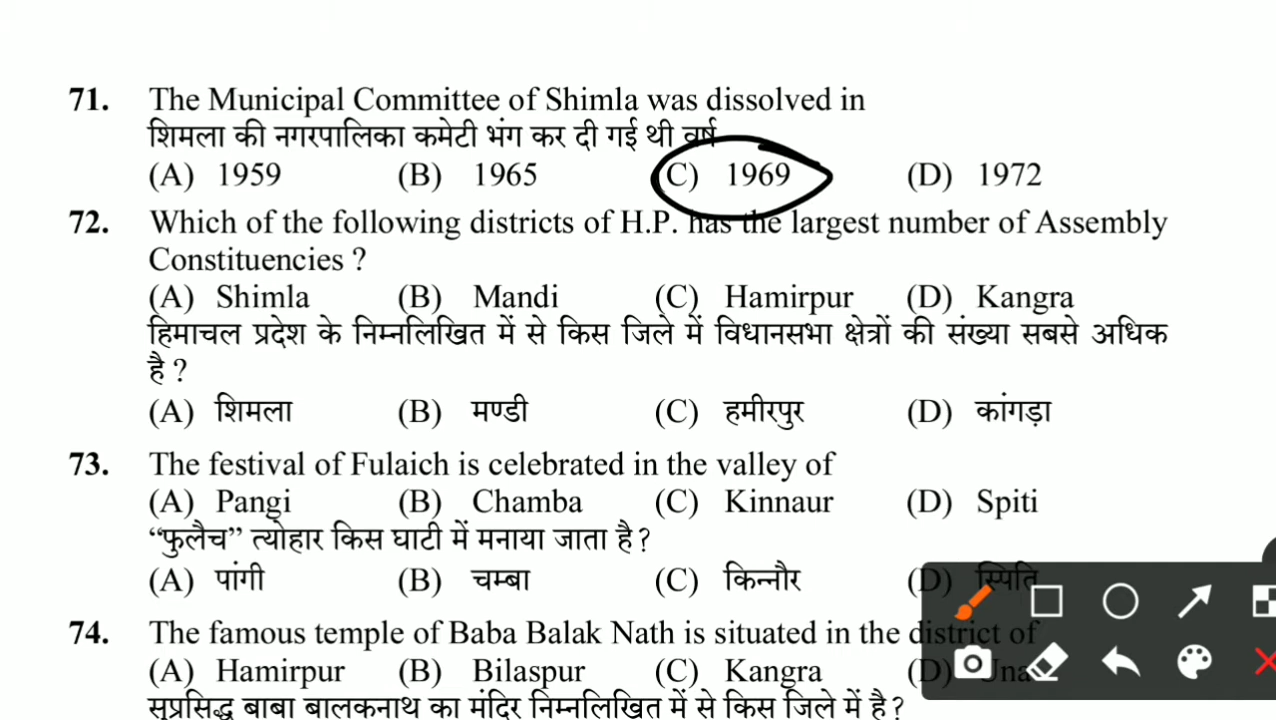 71. The Municipal Committee of Shimla was dissolved in
शिमला की नगरपालिका कमेटी भंग कर दी गई थी वर्ष
(A) 1959 (B) 1965 (C) 1969 (D) 1972
72. Which of the following districts of H.P. has the largest number of Assembly
Constituencies ?
(A) Shimla (B) Mandi (C) Hamirpur (D) Kangra
हिमाचल प्रदेश के निम्नलिखित में से किस जिले में विधानसभा क्षेत्रों की संख्या सबसे अधिक
है ?
(A) शिमला (B) मण्डी (C) हमीरपुर (D) कांगड़ा
73. The festival of Fulaich is celebrated in the valley of
(A) Pangi (B) Chamba (C) Kinnaur (D) Spiti
“फुलैच” त्योहार किस घाटी में मनाया जाता है ?
(A) पांगी (B) चम्बा (C) किन्नौर (D) स्पिति
74. The famous temple of Baba Balak Nath is situated in the district of
(A) Hamirpur (B) Bilaspur (C) Kangra (D) Una
सुप्रसिद्ध बाबा बालकनाथ का मंदिर निम्नलिखित में से किस जिले में है ?